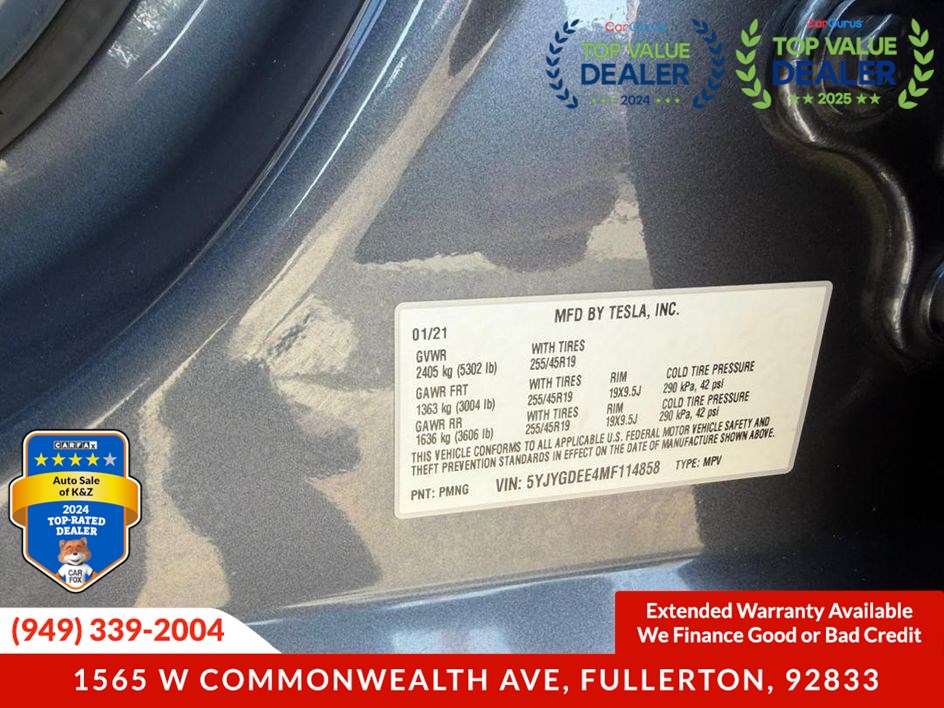 CarGurus
TOP VALUE
DEALER
2024
CarGurus
TOP VALUE
DEALER
★★ 2025 ★★
MFD BY TESLA, INC.
01/21
GVWR
2405 kg (5302 lb)
WITH TIRES
255/45R19
GAWR FRT
1363 kg (3004 lb)
WITH TIRES
255/45R19
RIM
19X9.5J
COLD TIRE PRESSURE
290 kPa, 42 psi
GAWR RR
1636 kg (3606 lb)
WITH TIRES
255/45R19
RIM
19X9.5J
COLD TIRE PRESSURE
290 kPa, 42 psi
THIS VEHICLE CONFORMS TO ALL APPLICABLE U.S. FEDERAL MOTOR VEHICLE SAFETY AND
THEFT PREVENTION STANDARDS IN EFFECT ON THE DATE OF MANUFACTURE SHOWN ABOVE.
PNT: PMNG VIN: 5YJYGDEE4MF114858 TYPE: MPV
CARFAX
Auto Sale
of K&Z
2024
TOP-RATED
DEALER
CAR
FOX
(949) 339-2004
Extended Warranty Available
We Finance Good or Bad Credit
1565 W COMMONWEALTH AVE, FULLERTON, 92833